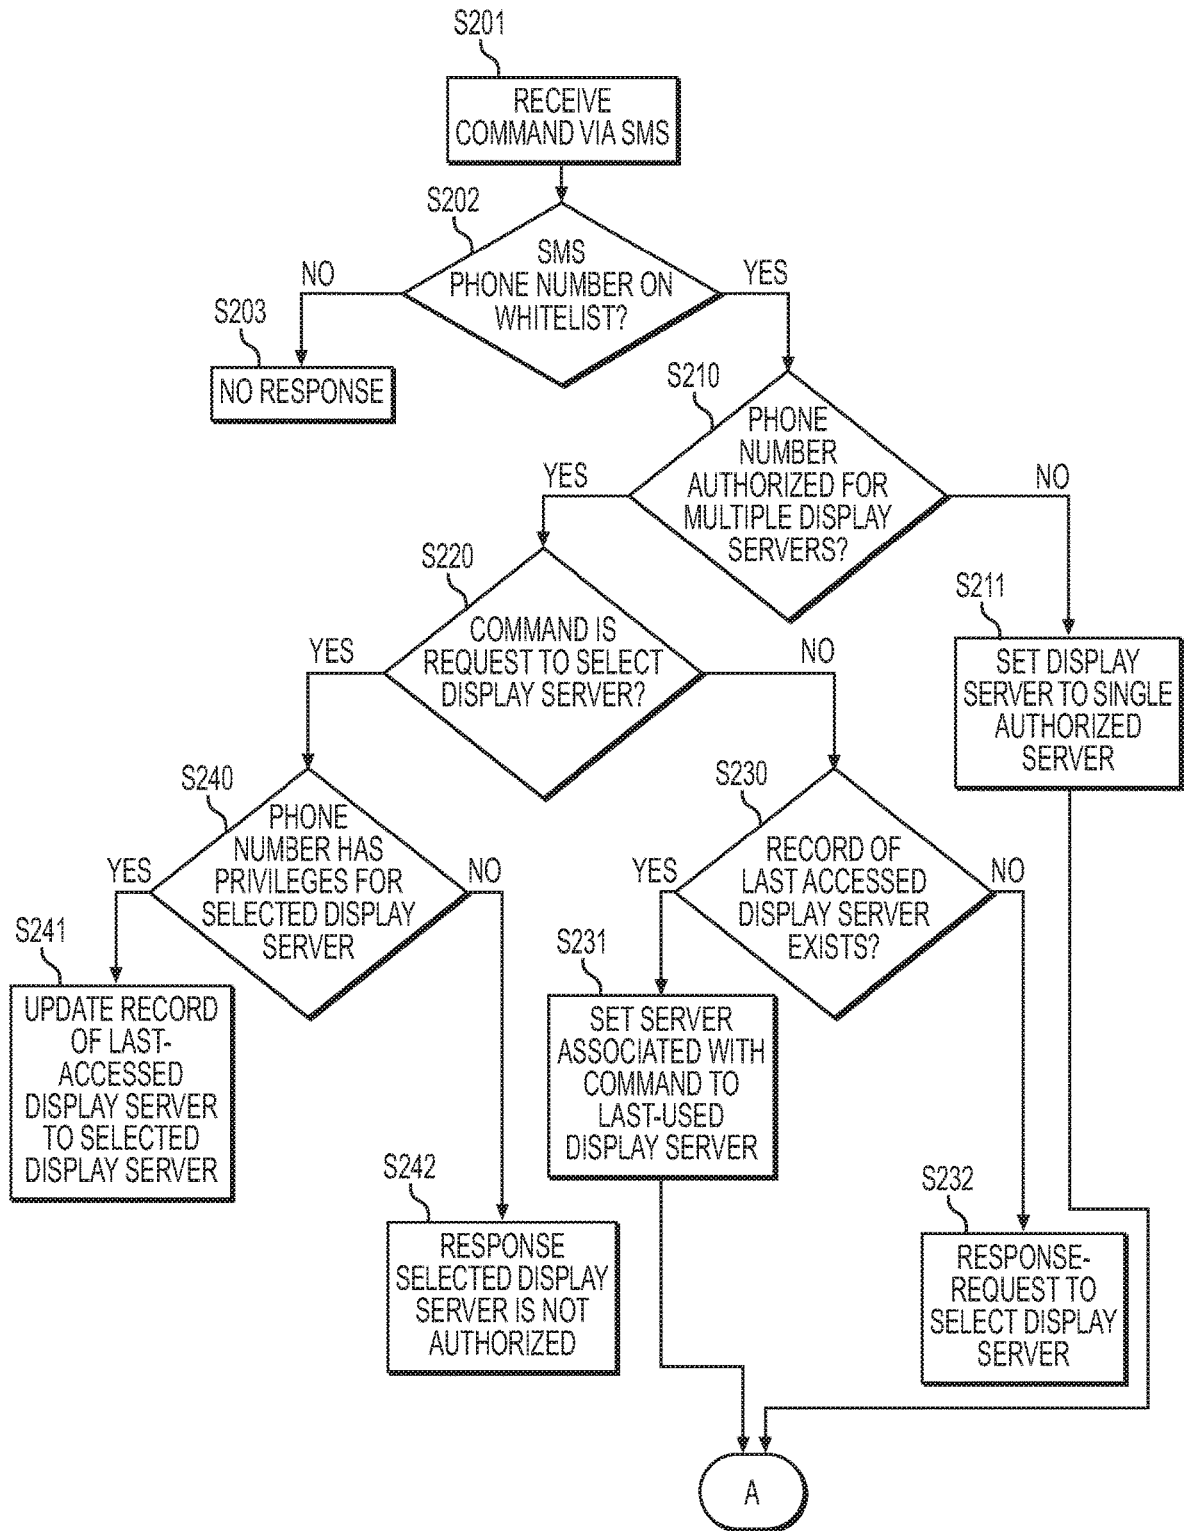 S201
RECEIVE
COMMAND VIA SMS
S202
SMS
PHONE NUMBER ON
WHITELIST?
NO
YES
S203
NO RESPONSE
S210
PHONE
NUMBER
AUTHORIZED FOR
MULTIPLE DISPLAY
SERVERS?
YES
NO
S220
COMMAND IS
REQUEST TO SELECT
DISPLAY SERVER?
YES
NO
S211
SET DISPLAY
SERVER TO SINGLE
AUTHORIZED
SERVER
S240
PHONE
NUMBER HAS
PRIVILEGES FOR
SELECTED DISPLAY
SERVER
YES
NO
S230
RECORD OF
LAST ACCESSED
DISPLAY SERVER
EXISTS?
YES
NO
S241
UPDATE RECORD
OF LAST-
ACCESSED
DISPLAY SERVER
TO SELECTED
DISPLAY SERVER
S231
SET SERVER
ASSOCIATED WITH
COMMAND TO
LAST-USED
DISPLAY SERVER
S242
RESPONSE
SELECTED DISPLAY
SERVER IS NOT
AUTHORIZED
S232
RESPONSE-
REQUEST TO
SELECT DISPLAY
SERVER
A